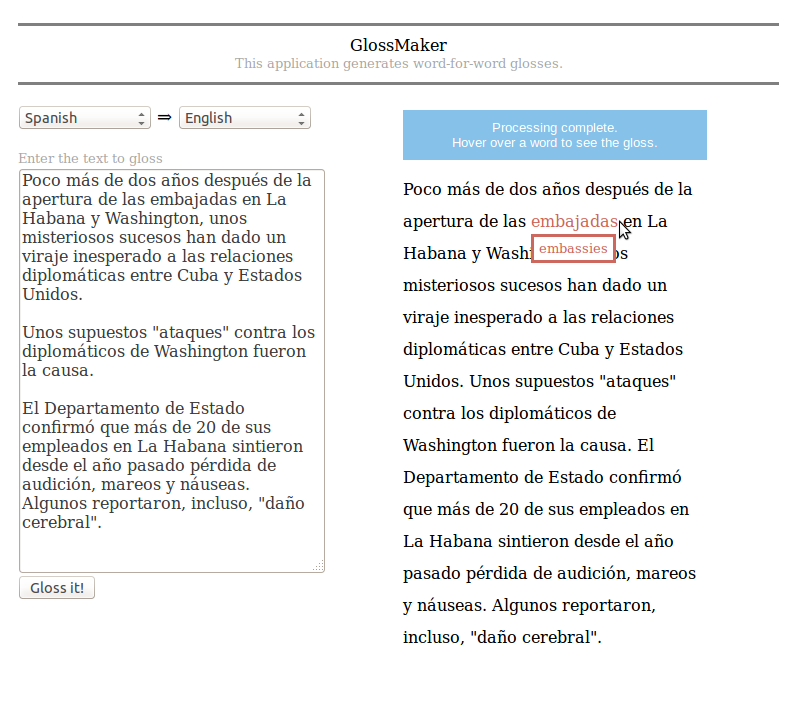 GlossMaker
This application generates word-for-word glosses.
Spanish ⇒ English
Enter the text to gloss
Poco más de dos años después de la
apertura de las embajadas en La
Habana y Washington, unos
misteriosos sucesos han dado un
viraje inesperado a las relaciones
diplomáticas entre Cuba y Estados
Unidos.
Unos supuestos "ataques" contra los
diplomáticos de Washington fueron
la causa.
El Departamento de Estado
confirmó que más de 20 de sus
empleados en La Habana sintieron
desde el año pasado pérdida de
audición, mareos y náuseas.
Algunos reportaron, incluso, "daño
cerebral".
Gloss it!
Processing complete.
Hover over a word to see the gloss.
Poco más de dos años después de la
apertura de las embajadas en La
embassies
Habana y
misteriosos sucesos han dado un
viraje inesperado a las relaciones
diplomáticas entre Cuba y Estados
Unidos. Unos supuestos "ataques"
contra los diplomáticos de
Washington fueron la causa. El
Departamento de Estado confirmó
que más de 20 de sus empleados en
La Habana sintieron desde el año
pasado pérdida de audición, mareos
y náuseas. Algunos reportaron,
incluso, "daño cerebral".